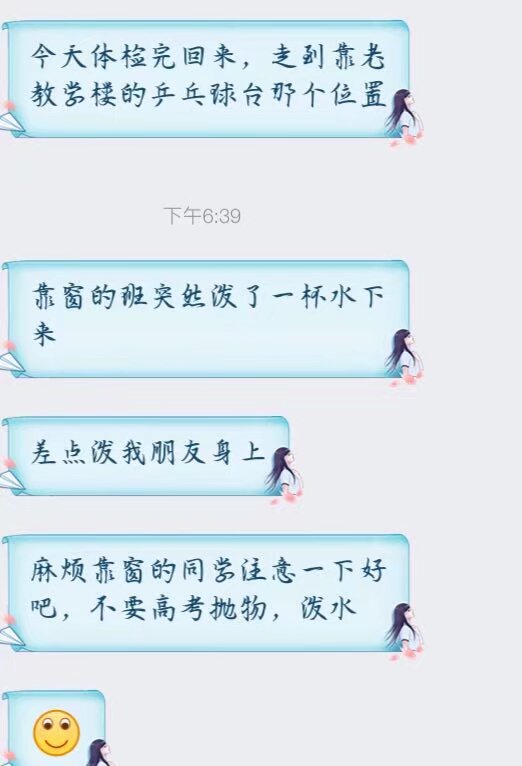 今天体检完回来，走到靠老
教学楼的乒乓球台那个位置
下午6:39
靠窗的班突然泼了一杯水下
来
差点泼我朋友身上
麻烦靠窗的同学注意一下好
吧，不要高考抛物，泼水